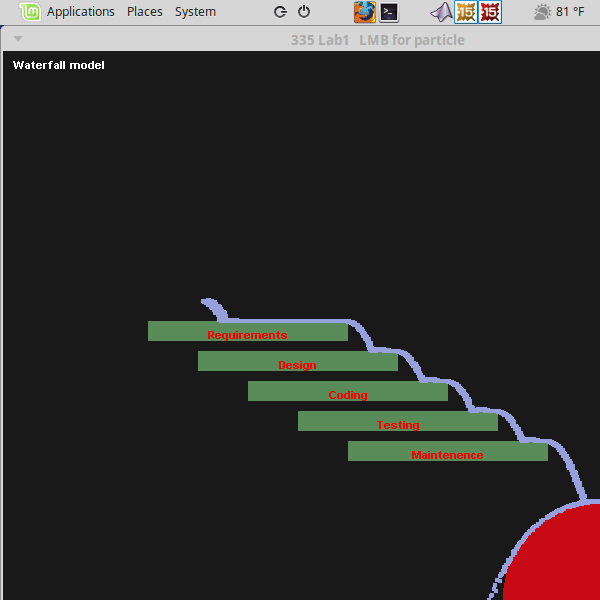 Applications Places System 81 °F
335 Lab1 LMB for particle
Waterfall model
Requirements
Design
Coding
Testing
Maintenence